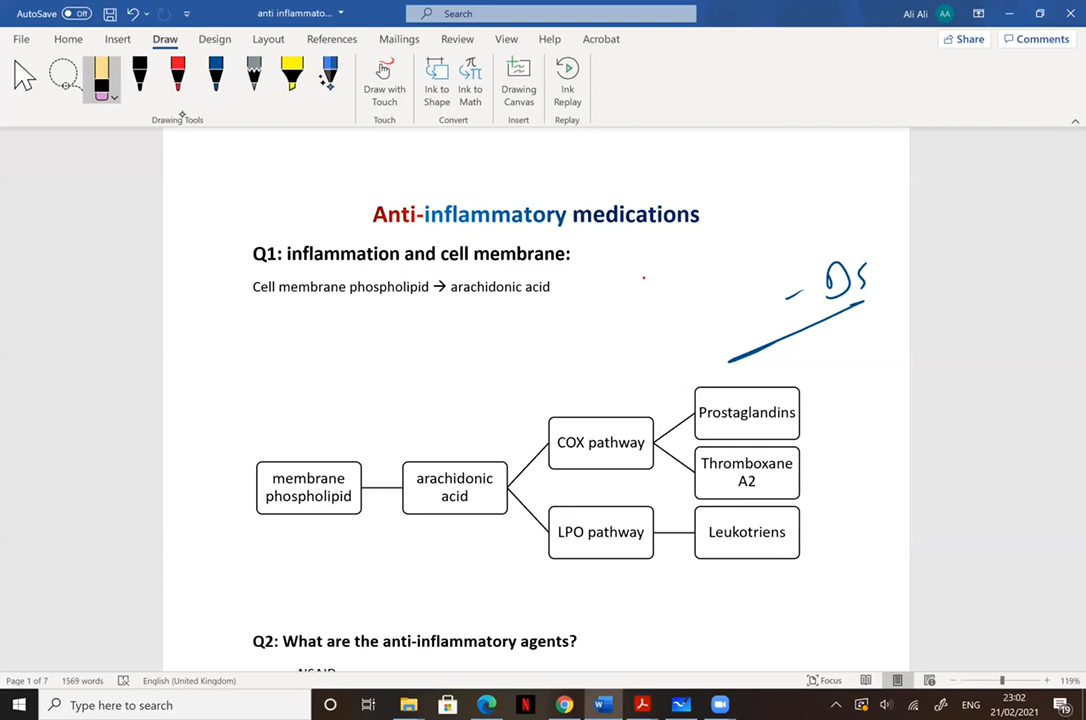 AutoSave Off anti inflammato... Search Ali Ali AA
File Home Insert Draw Design Layout References Mailings Review View Help Acrobat Share Comments
Draw with Touch Ink to Shape Ink to Math Drawing Canvas Ink Replay
Drawing Tools Touch Convert Insert Replay
Anti-inflammatory medications
Q1: inflammation and cell membrane:
Cell membrane phospholipid → arachidonic acid
- Ds
Prostaglandins
COX pathway
Thromboxane
A2
membrane
phospholipid
arachidonic
acid
LPO pathway
Leukotriens
Q2: What are the anti-inflammatory agents?
NSAID
Page 1 of 7 1569 words English (United Kingdom) Focus 119%
Type here to search ENG 23:02
21/02/2021 19